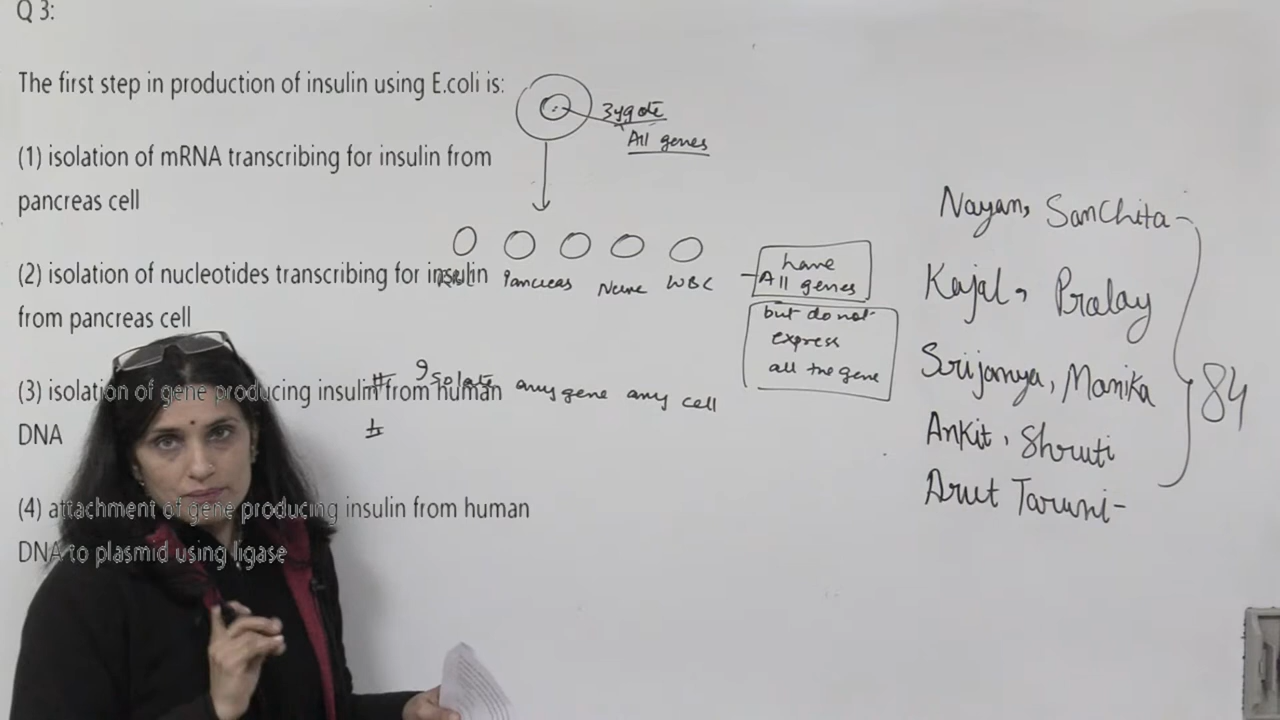 Q 3:
The first step in production of insulin using E.coli is:
(1) isolation of mRNA transcribing for insulin from
pancreas cell
(2) isolation of nucleotides transcribing for insulin
from pancreas cell
(3) isolation of gene producing insulin from human
DNA
(4) attachment of gene producing insulin from human
DNA to plasmid using ligase
Zygote
All genes
Pancreas Nerve WBC
have
All genes
but do not
express
all the gene
# Isolate any gene any cell
Nayan, Sanchita -
Kajal, Pralay
Srijanya, Manika
Ankit, Shruti
Taruni -
84